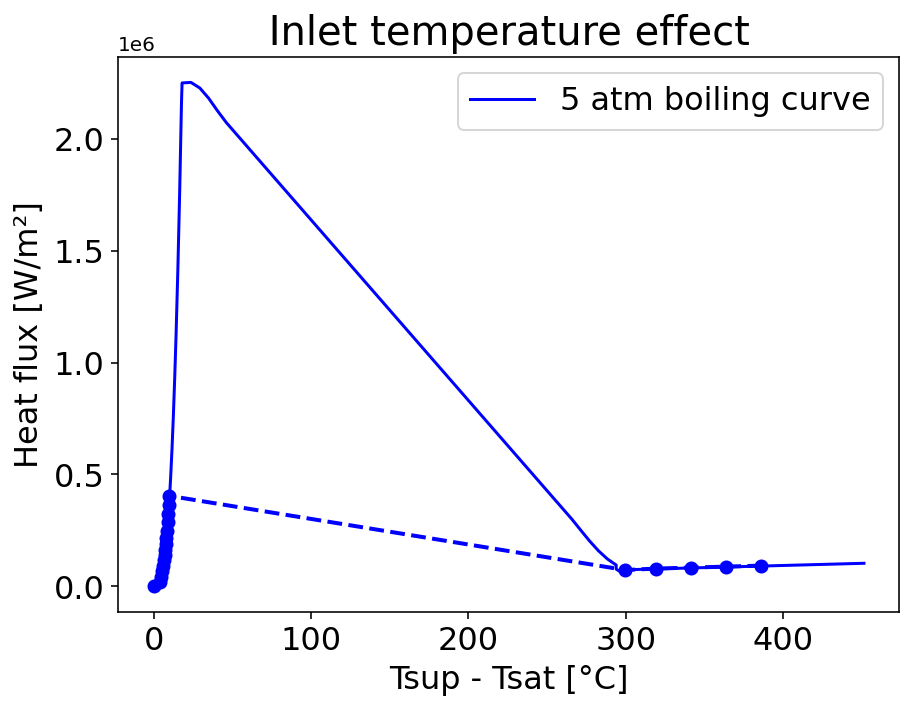 Inlet temperature effect
1e6
5 atm boiling curve
2.0
1.5
1.0
0.5
0.0
Heat flux [W/m²]
0 100 200 300 400
Tsup - Tsat [°C]